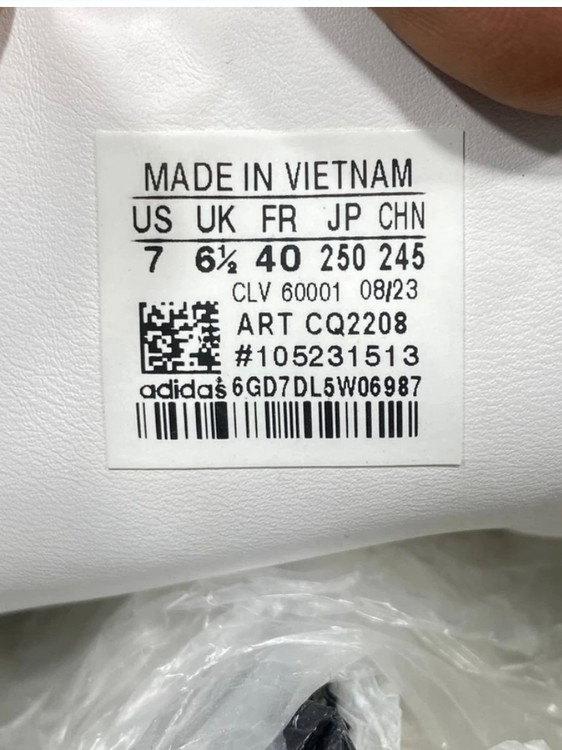 MADE IN VIETNAM
US UK FR JP CHN
7 6½ 40 250 245
CLV 60001 08/23
ART CQ2208
#105231513
adidas 6GD7DL5W06987